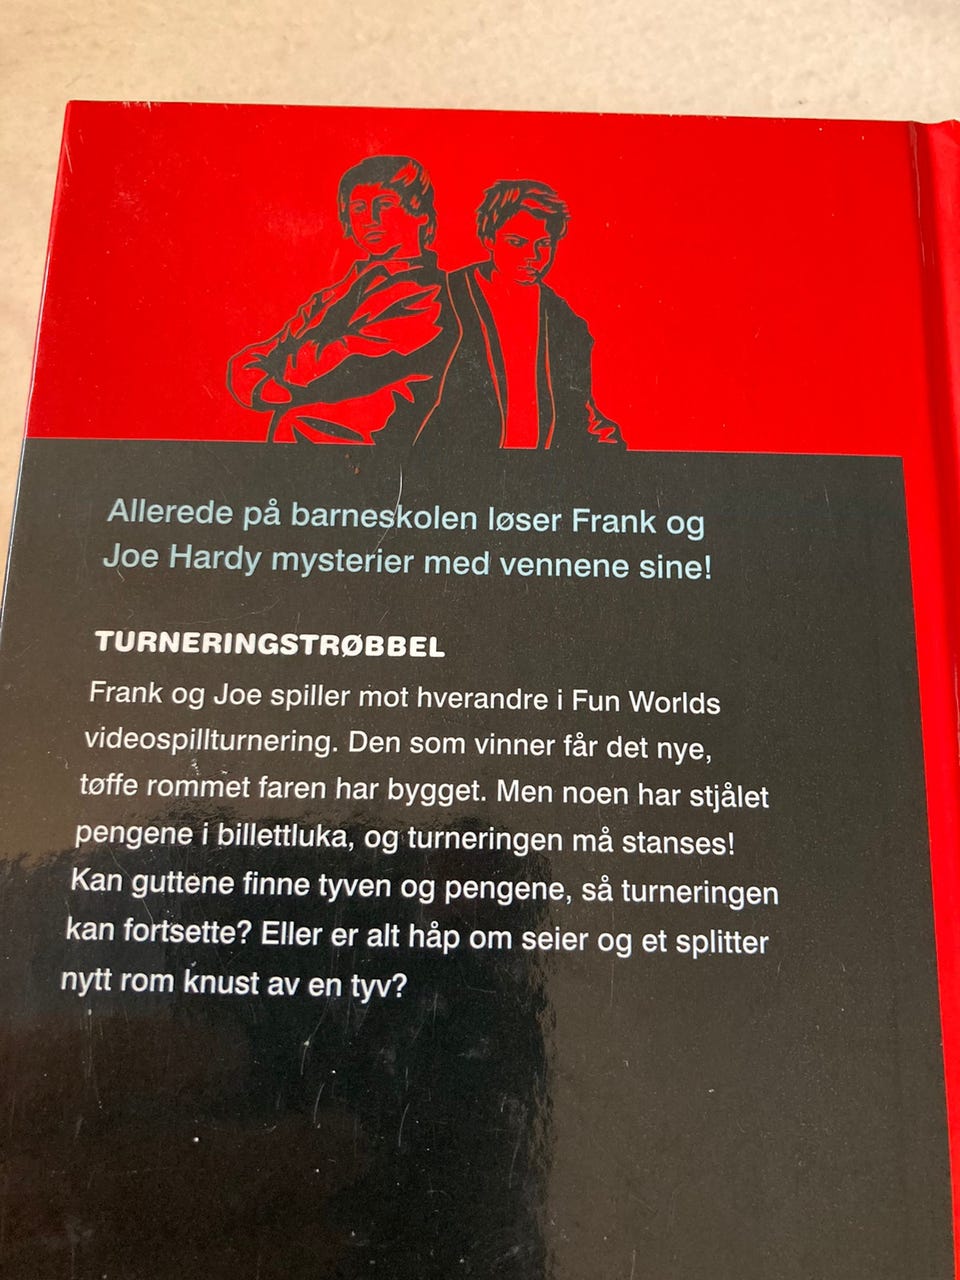 Allerede på barneskolen løser Frank og
Joe Hardy mysterier med vennene sine!
TURNERINGSTRØBBEL
Frank og Joe spiller mot hverandre i Fun Worlds
videospillturnering. Den som vinner får det nye,
tøffe rommet faren har bygget. Men noen har stjålet
pengene i billettluka, og turneringen må stanses!
Kan guttene finne tyven og pengene, så turneringen
kan fortsette? Eller er alt håp om seier og et splitter
nytt rom knust av en tyv?